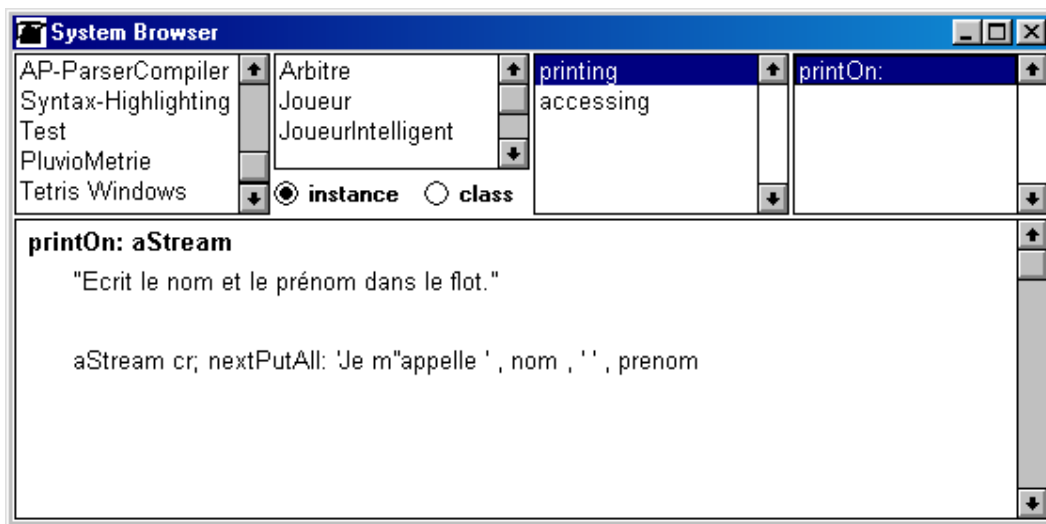 System Browser
AP-ParserCompiler
Syntax-Highlighting
Test
PluvioMetrie
Tetris Windows
Arbitre
Joueur
JoueurIntelligent
instance class
printing
accessing
printOn:
printOn: aStream
"Ecrit le nom et le prénom dans le flot."
aStream cr; nextPutAll: 'Je m''appelle ' , nom , ' ' , prenom